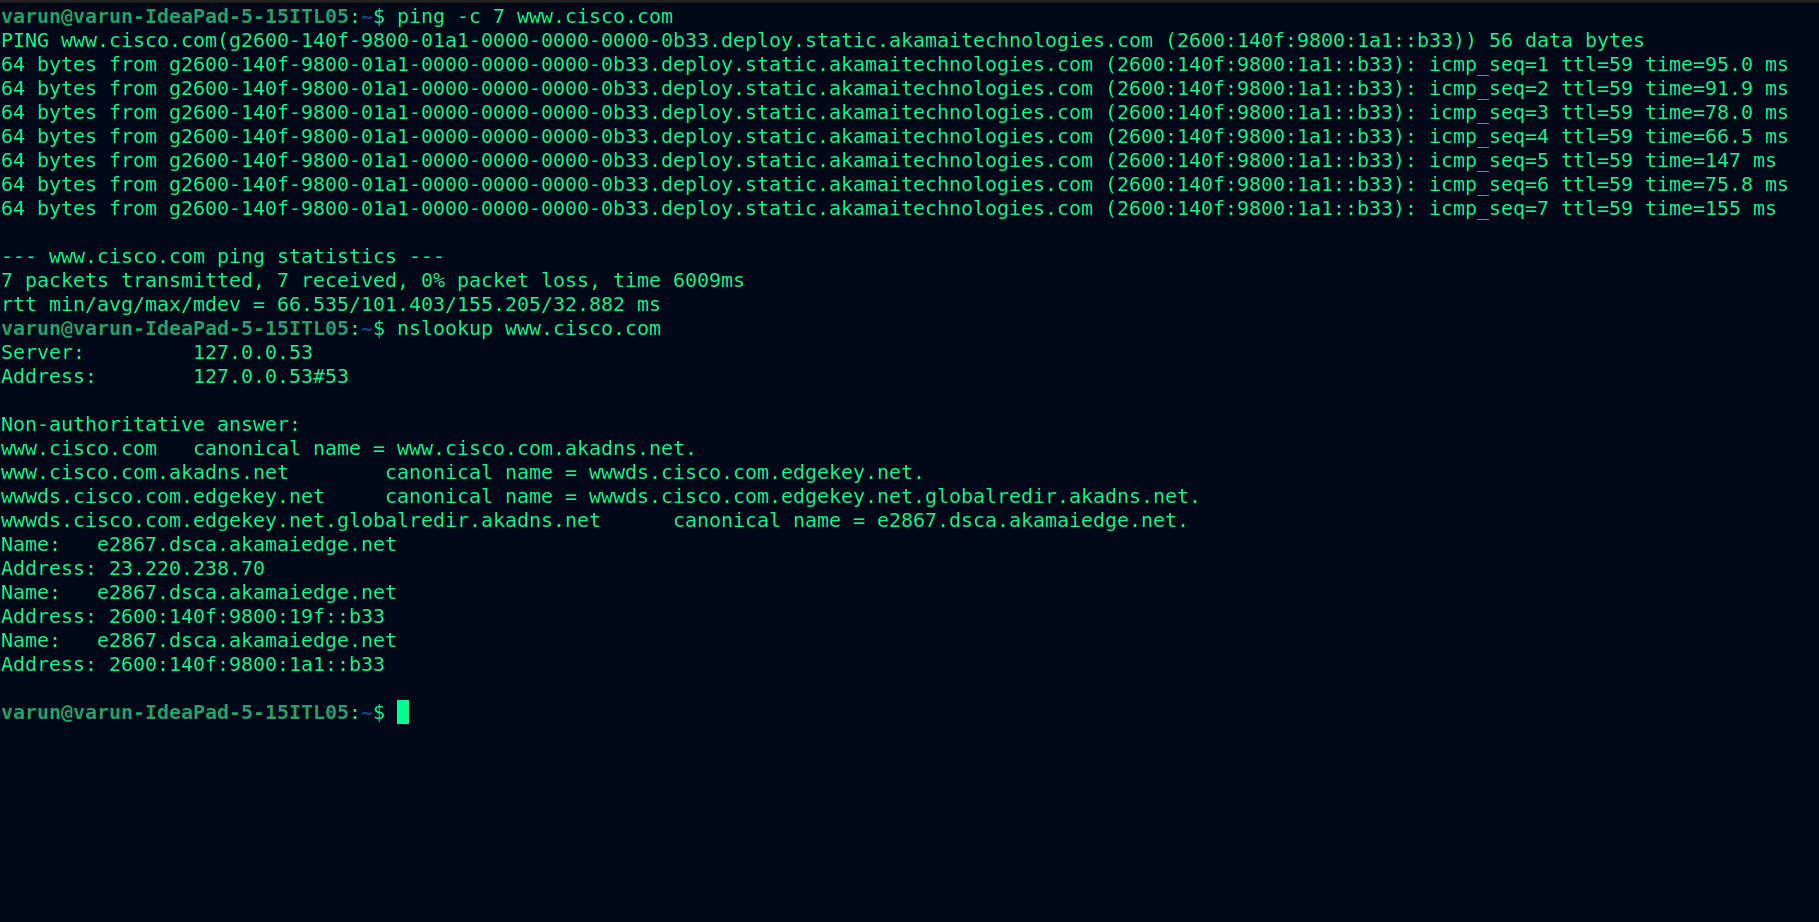 varun@varun-IdeaPad-5-15ITL05:~$ ping -c 7 www.cisco.com
PING www.cisco.com(g2600-140f-9800-01a1-0000-0000-0000-0b33.deploy.static.akamaitechnologies.com (2600:140f:9800:1a1::b33)) 56 data bytes
64 bytes from g2600-140f-9800-01a1-0000-0000-0000-0b33.deploy.static.akamaitechnologies.com (2600:140f:9800:1a1::b33): icmp_seq=1 ttl=59 time=95.0 ms
64 bytes from g2600-140f-9800-01a1-0000-0000-0000-0b33.deploy.static.akamaitechnologies.com (2600:140f:9800:1a1::b33): icmp_seq=2 ttl=59 time=91.9 ms
64 bytes from g2600-140f-9800-01a1-0000-0000-0000-0b33.deploy.static.akamaitechnologies.com (2600:140f:9800:1a1::b33): icmp_seq=3 ttl=59 time=78.0 ms
64 bytes from g2600-140f-9800-01a1-0000-0000-0000-0b33.deploy.static.akamaitechnologies.com (2600:140f:9800:1a1::b33): icmp_seq=4 ttl=59 time=66.5 ms
64 bytes from g2600-140f-9800-01a1-0000-0000-0000-0b33.deploy.static.akamaitechnologies.com (2600:140f:9800:1a1::b33): icmp_seq=5 ttl=59 time=147 ms
64 bytes from g2600-140f-9800-01a1-0000-0000-0000-0b33.deploy.static.akamaitechnologies.com (2600:140f:9800:1a1::b33): icmp_seq=6 ttl=59 time=75.8 ms
64 bytes from g2600-140f-9800-01a1-0000-0000-0000-0b33.deploy.static.akamaitechnologies.com (2600:140f:9800:1a1::b33): icmp_seq=7 ttl=59 time=155 ms

--- www.cisco.com ping statistics ---
7 packets transmitted, 7 received, 0% packet loss, time 6009ms
rtt min/avg/max/mdev = 66.535/101.403/155.205/32.882 ms
varun@varun-IdeaPad-5-15ITL05:~$ nslookup www.cisco.com
Server:         127.0.0.53
Address:        127.0.0.53#53

Non-authoritative answer:
www.cisco.com   canonical name = www.cisco.com.akadns.net.
www.cisco.com.akadns.net        canonical name = wwwds.cisco.com.edgekey.net.
wwwds.cisco.com.edgekey.net     canonical name = wwwds.cisco.com.edgekey.net.globalredir.akadns.net.
wwwds.cisco.com.edgekey.net.globalredir.akadns.net      canonical name = e2867.dsca.akamaiedge.net.
Name:   e2867.dsca.akamaiedge.net
Address: 23.220.238.70
Name:   e2867.dsca.akamaiedge.net
Address: 2600:140f:9800:19f::b33
Name:   e2867.dsca.akamaiedge.net
Address: 2600:140f:9800:1a1::b33

varun@varun-IdeaPad-5-15ITL05:~$